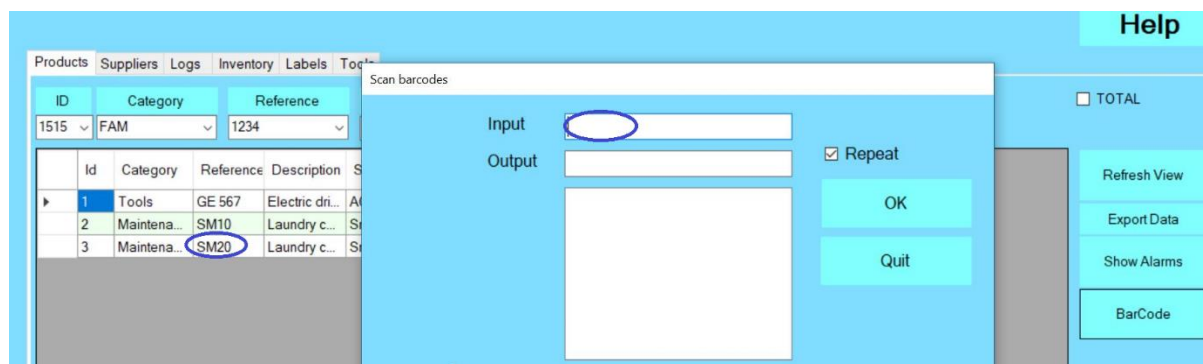 Help
Products Suppliers Logs Inventory Labels Tools
Scan barcodes
ID Category Reference
TOTAL
1515 FAM 1234
Input
Output
Repeat
Id Category Reference Description
1 Tools GE 567 Electric dri...
2 Maintena... SM10 Laundry c...
3 Maintena... SM20 Laundry c...
OK
Quit
Refresh View
Export Data
Show Alarms
BarCode